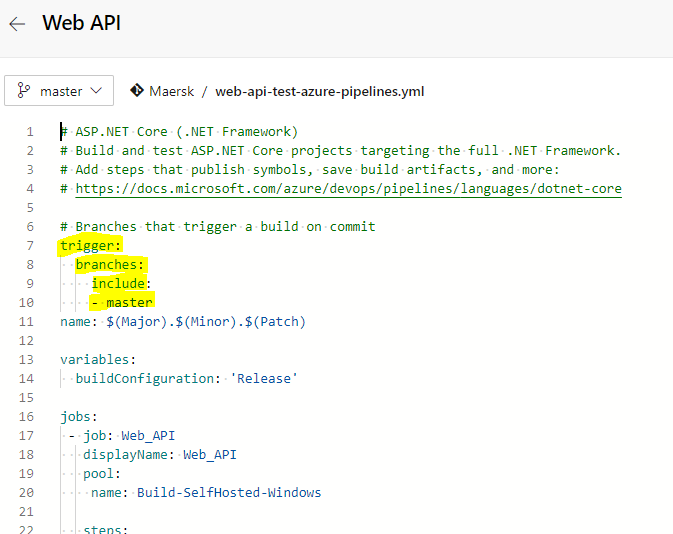 Web API
master
Maersk / web-api-test-azure-pipelines.yml
1 # ASP.NET Core (.NET Framework)
2 # Build and test ASP.NET Core projects targeting the full .NET Framework.
3 # Add steps that publish symbols, save build artifacts, and more:
4 # https://docs.microsoft.com/azure/devops/pipelines/languages/dotnet-core
5
6 # Branches that trigger a build on commit
7 trigger:
8   branches:
9     include:
10     - master
11 name: $(Major).$(Minor).$(Patch)
12
13 variables:
14   buildConfiguration: 'Release'
15
16 jobs:
17  - job: Web_API
18    displayName: Web_API
19    pool:
20     name: Build-SelfHosted-Windows
21
22    steps: